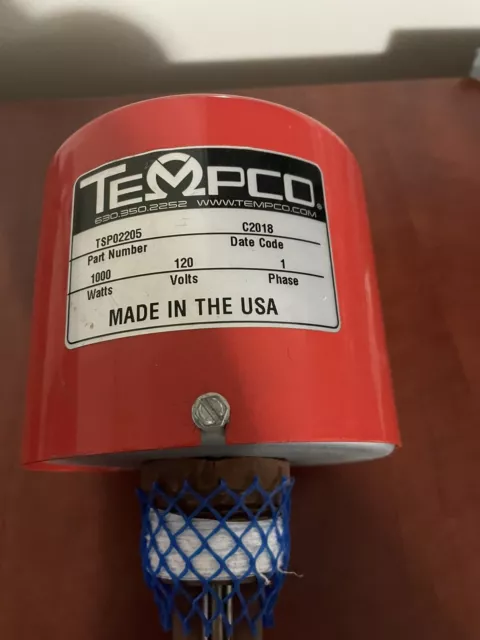 TEMPCO®
630.350.2252 WWW.TEMPCO.COM
TSP02205 C2018
Part Number Date Code
1000 120 1
Watts Volts Phase
MADE IN THE USA